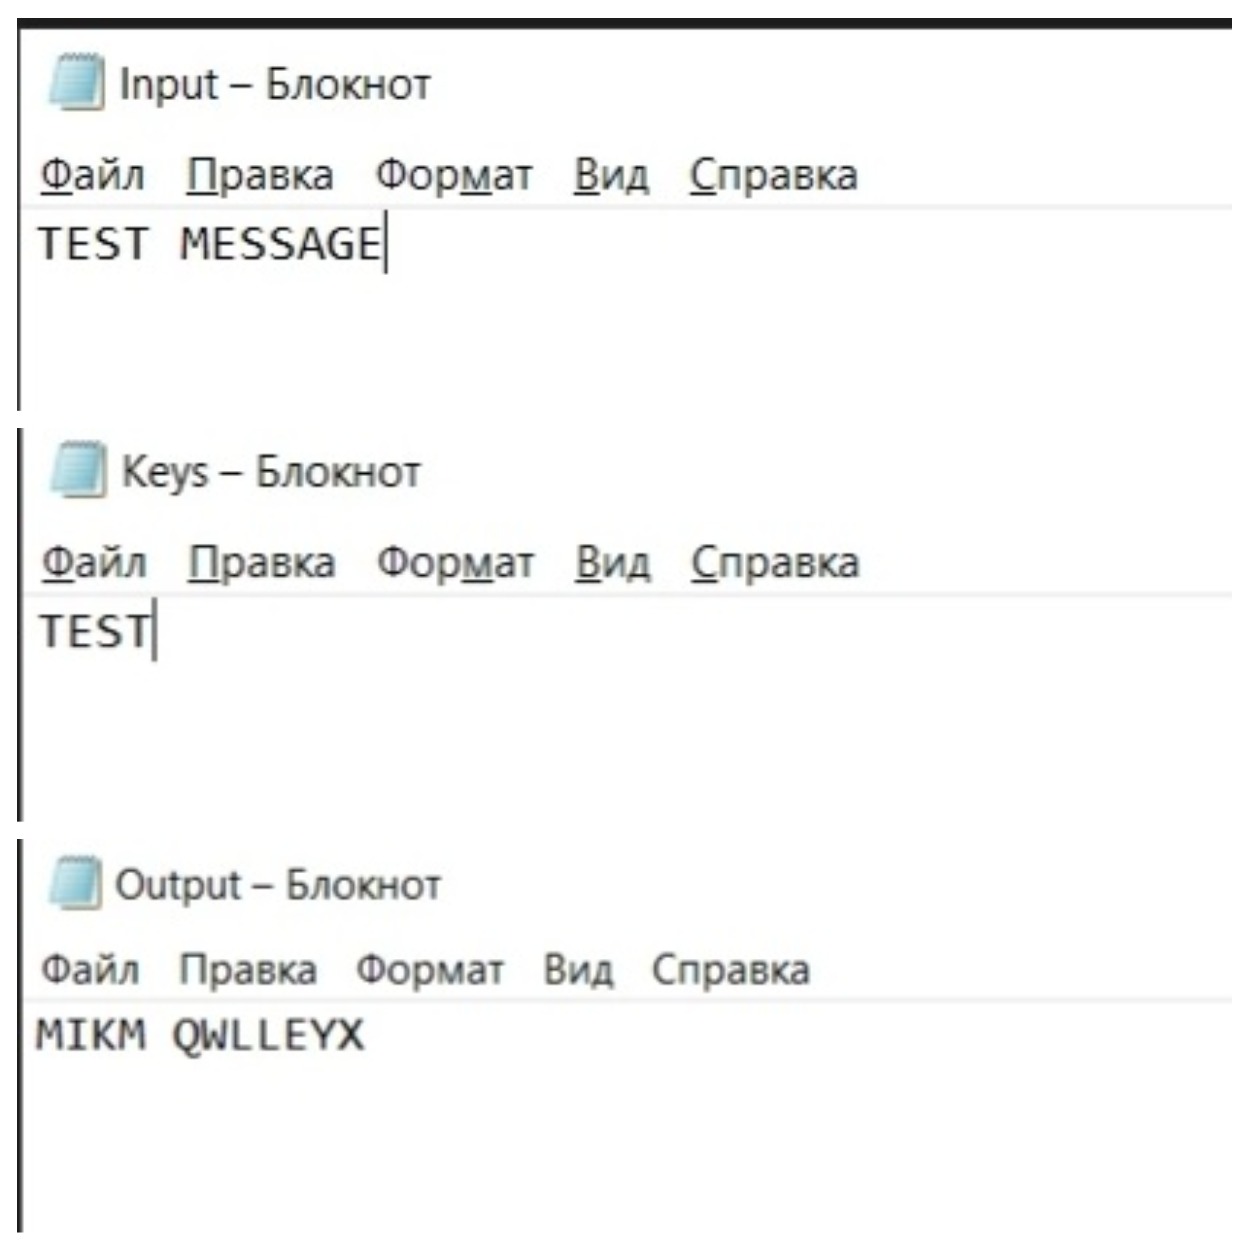 Input – Блокнот
Файл Правка Формат Вид Справка
TEST MESSAGE
Keys – Блокнот
Файл Правка Формат Вид Справка
TEST
Output – Блокнот
Файл Правка Формат Вид Справка
MIKM QWLLEYX